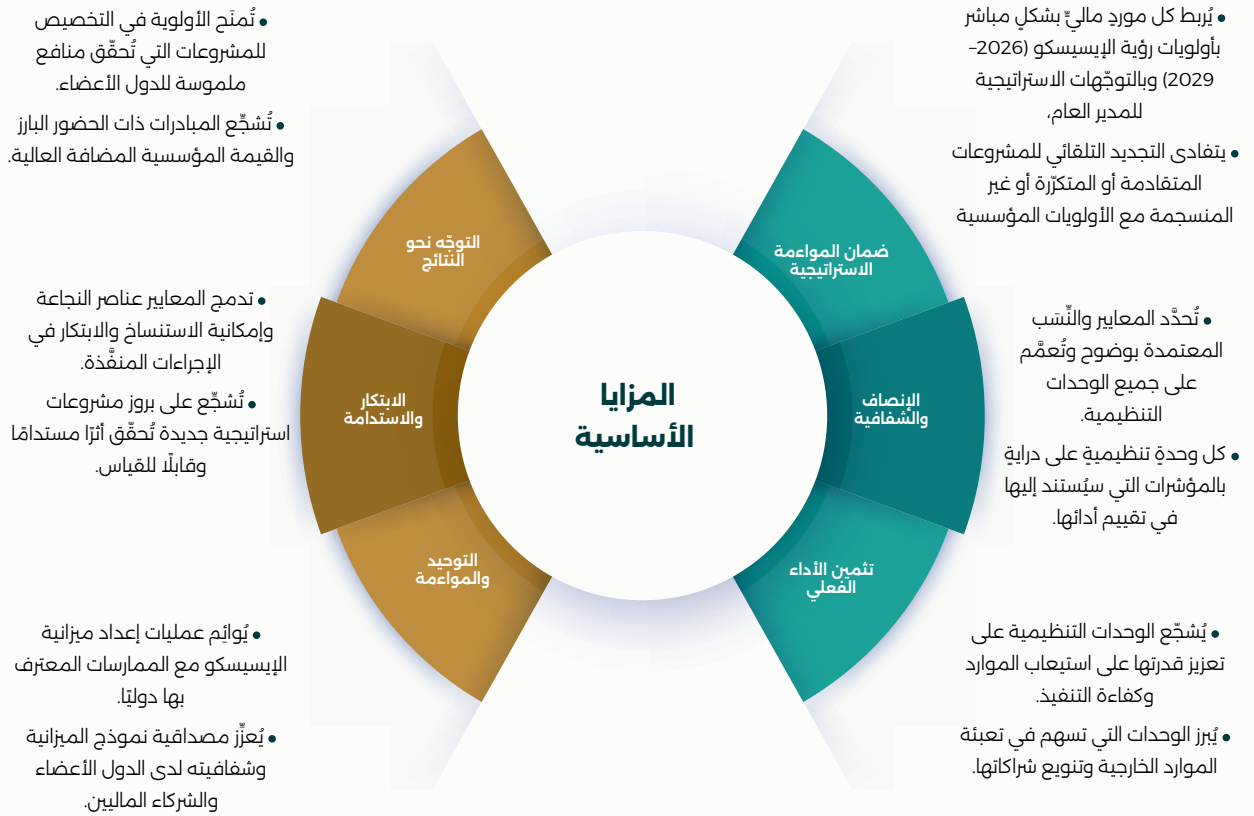 المزايا
الأساسية
ضمان المواءمة
الاستراتيجية
• يُربط كل موردٍ ماليٍّ بشكلٍ مباشر
بأولويات رؤية الإيسيسكو (2026–
2029) وبالتوجّهات الاستراتيجية
للمدير العام،
• يتفادى التجديد التلقائي للمشروعات
المتقادمة أو المتكرّرة أو غير
المنسجمة مع الأولويات المؤسسية
الإنصاف
والشفافية
• تُحدَّد المعايير والنِّسَب
المعتمدة بوضوح وتُعمَّم
على جميع الوحدات
التنظيمية.
• كل وحدةٍ تنظيميةٍ على درايةٍ
بالمؤشرات التي سيُستند إليها
في تقييم أدائها.
تثمين الأداء
الفعلي
• يُشجّع الوحدات التنظيمية على
تعزيز قدرتها على استيعاب الموارد
وكفاءة التنفيذ.
• يُبرز الوحدات التي تسهم في تعبئة
الموارد الخارجية وتنويع شراكاتها.
التوجّه نحو
النتائج
• تُمنَح الأولوية في التخصيص
للمشروعات التي تُحقّق منافع
ملموسة للدول الأعضاء.
• تُشجّع المبادرات ذات الحضور البارز
والقيمة المؤسسية المضافة العالية.
الابتكار
والاستدامة
• تدمج المعايير عناصر النجاعة
وإمكانية الاستنساخ والابتكار في
الإجراءات المنفَّذة.
• تُشجّع على بروز مشروعات
استراتيجية جديدة تُحقّق أثرًا مستدامًا
وقابلًا للقياس.
التوحيد
والمواءمة
• يُوائِم عمليات إعداد ميزانية
الإيسيسكو مع الممارسات المعترف
بها دوليًا.
• يُعزِّز مصداقية نموذج الميزانية
وشفافيته لدى الدول الأعضاء
والشركاء الماليين.